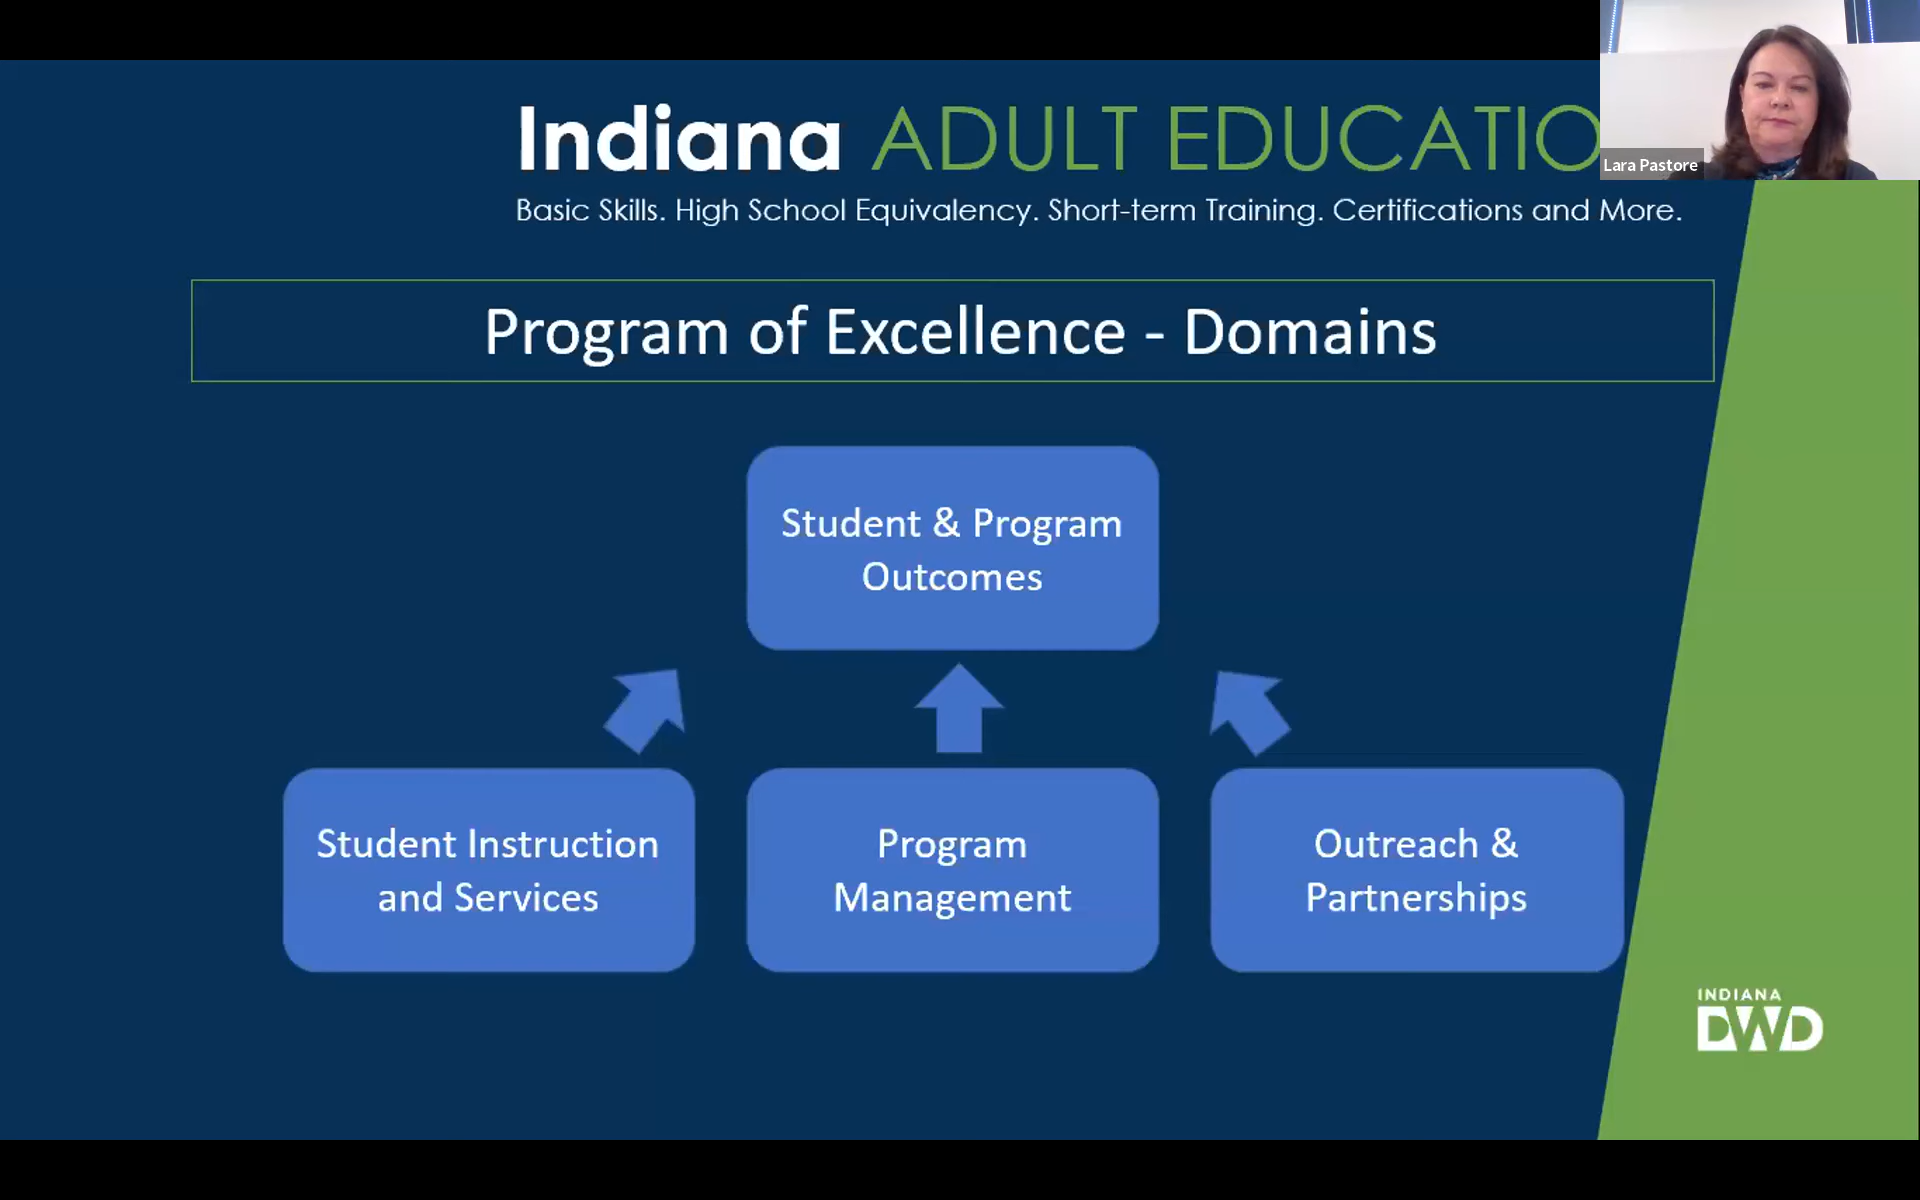 Indiana ADULT EDUCATIO
Lara Pastore
Basic Skills. High School Equivalency. Short-term Training. Certifications and More.
Program of Excellence - Domains
Student & Program
Outcomes
Student Instruction
and Services
Program
Management
Outreach &
Partnerships
INDIANA
DWD